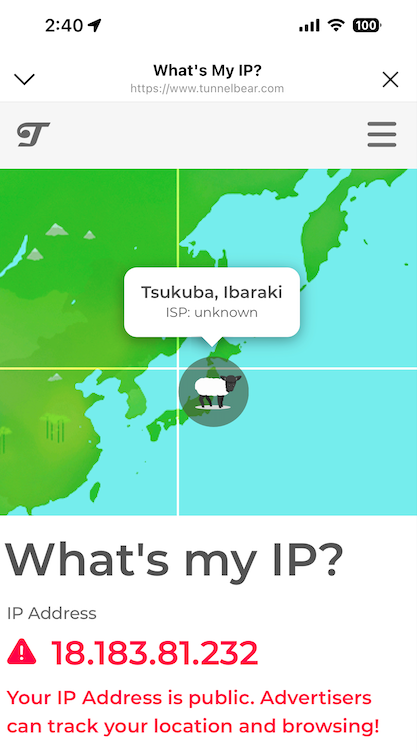 2:40
100
What's My IP?
https://www.tunnelbear.com
T
Tsukuba, Ibaraki
ISP: unknown
What's my IP?
IP Address
18.183.81.232
Your IP Address is public. Advertisers
can track your location and browsing!